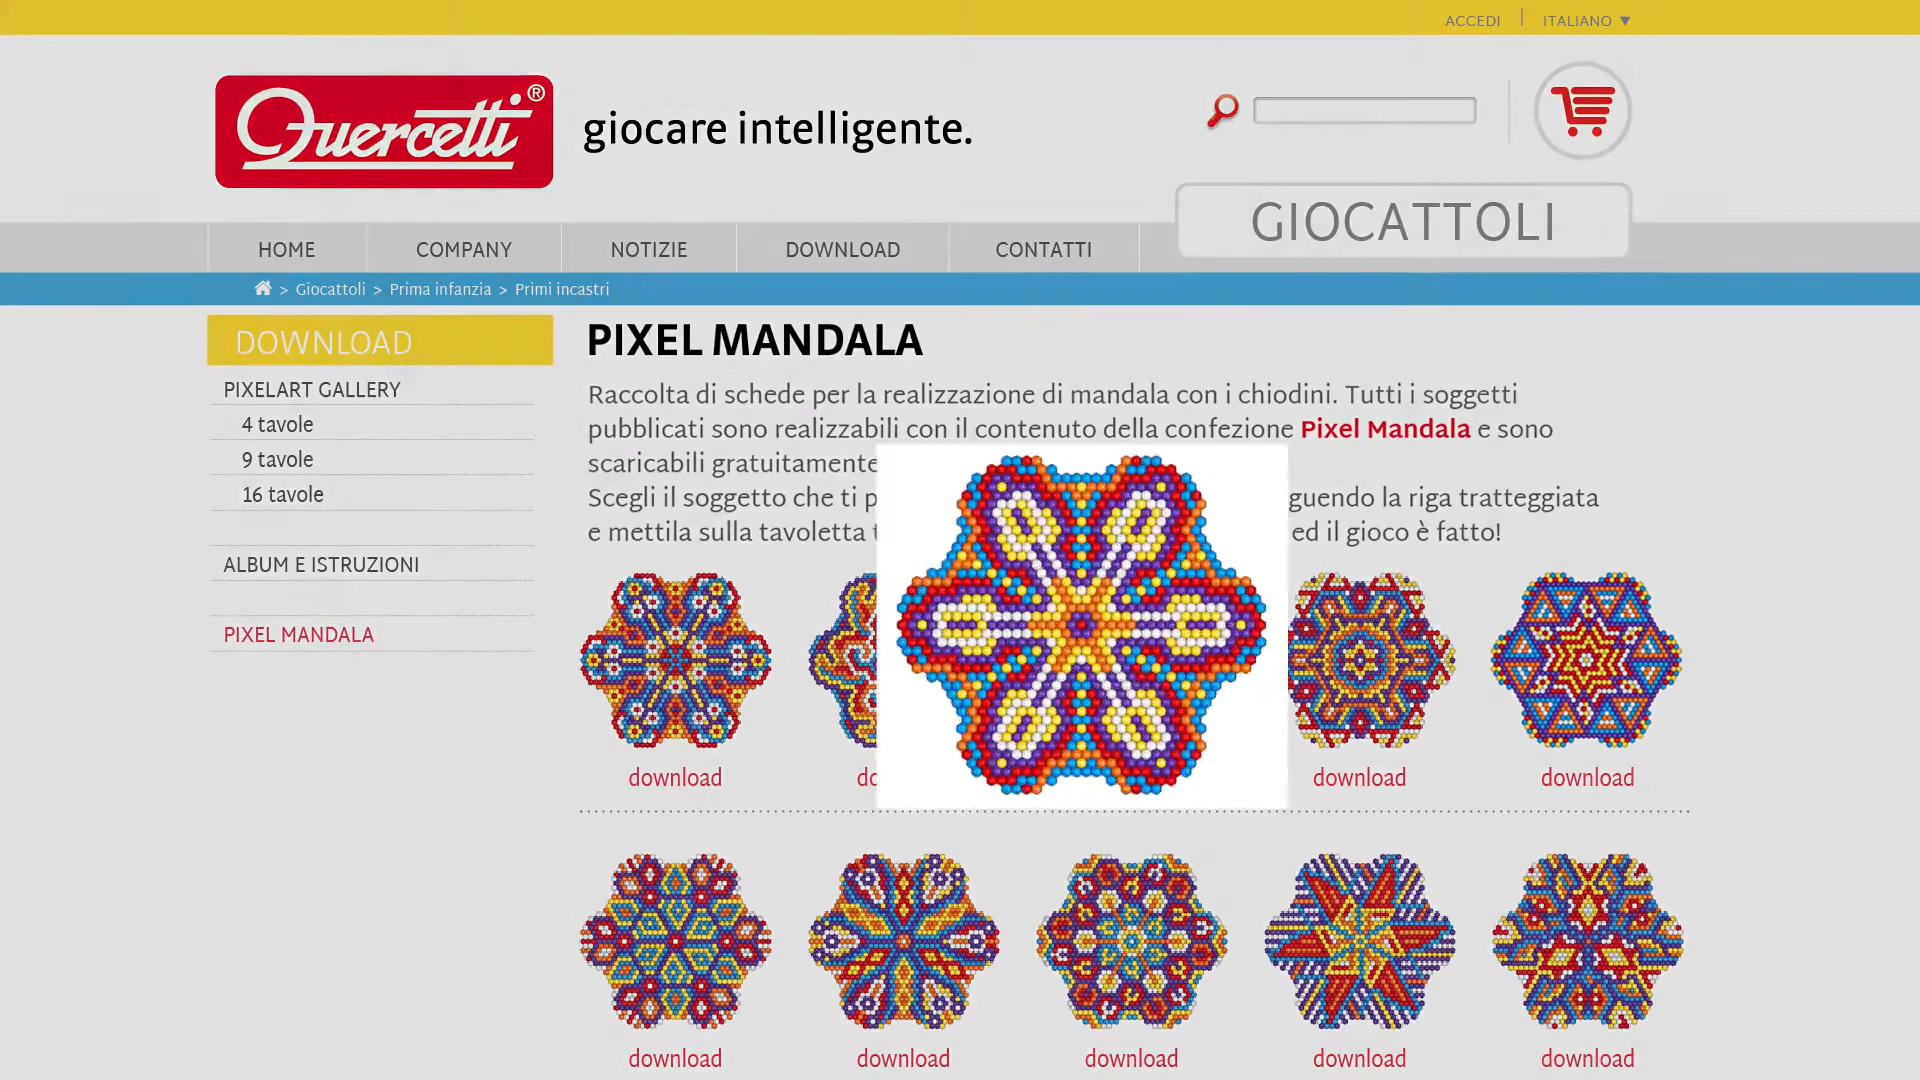 ACCEDI | ITALIANO ▼
Quercetti®
giocare intelligente.
GIOCATTOLI
HOME COMPANY NOTIZIE DOWNLOAD CONTATTI
> Giocattoli > Prima infanzia > Primi incastri
DOWNLOAD
PIXELART GALLERY
4 tavole
9 tavole
16 tavole
ALBUM E ISTRUZIONI
PIXEL MANDALA
PIXEL MANDALA
Raccolta di schede per la realizzazione di mandala con i chiodini. Tutti i soggetti
pubblicati sono realizzabili con il contenuto della confezione Pixel Mandala e sono
scaricabili gratuitamente
Scegli il soggetto che ti p guendo la riga tratteggiata
e mettila sulla tavoletta t ed il gioco è fatto!
download do download download
download download download download download